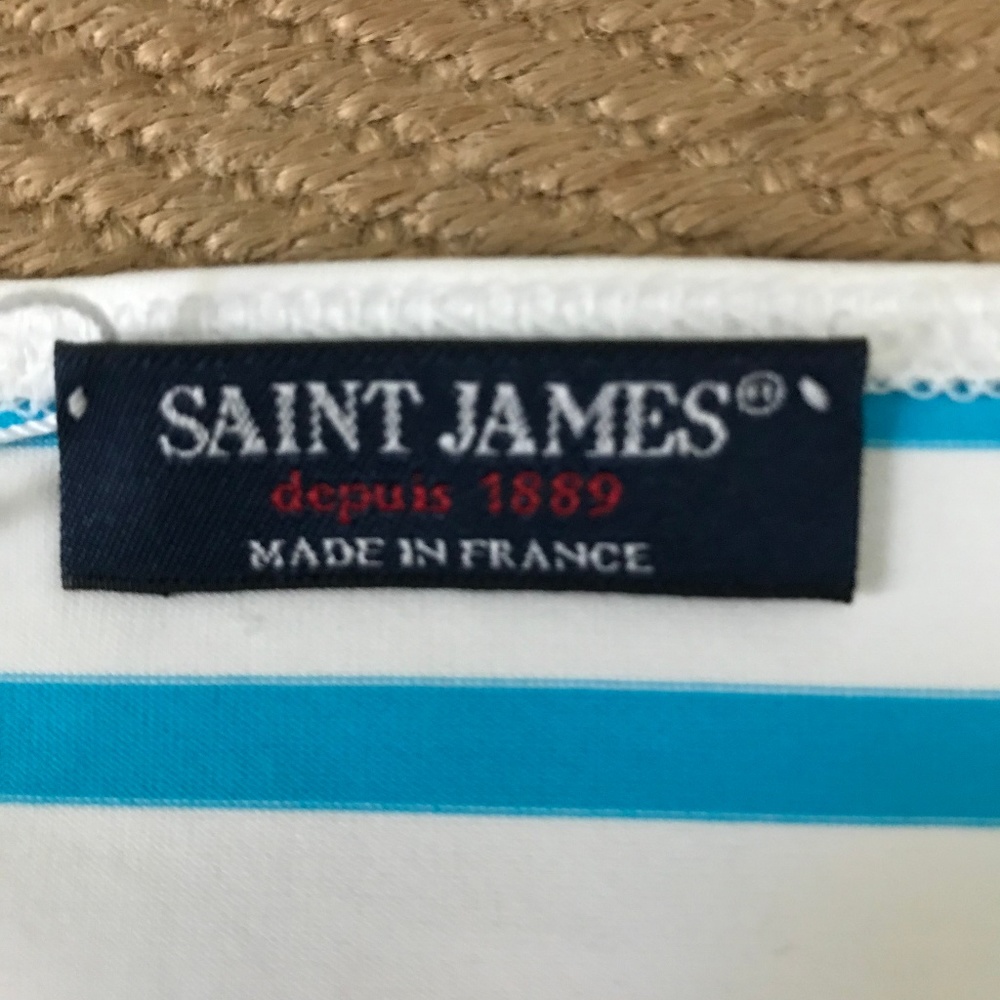 SAINT JAMES®
depuis 1889
MADE IN FRANCE